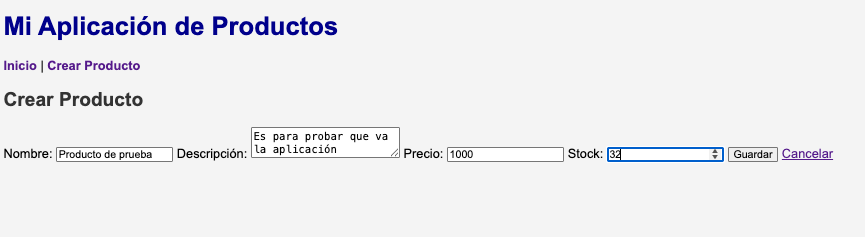 Mi Aplicación de Productos
Inicio | Crear Producto
Crear Producto
Nombre: Producto de prueba Descripción: Es para probar que va
la aplicación Precio: 1000 Stock: 32 Guardar Cancelar